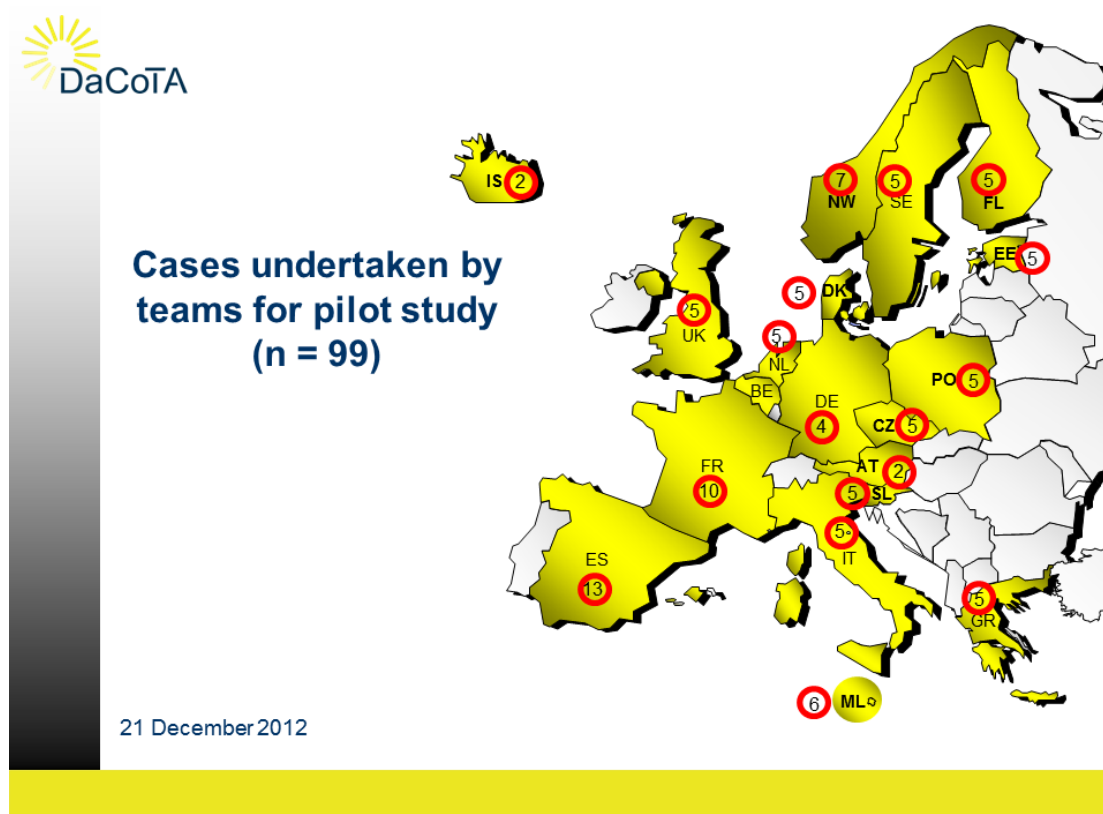 DaCoTA
IS 2
7
NW
5
SE
5
FL
EE 5
Cases undertaken by
teams for pilot study
(n = 99)
5 DK
25
UK
5
NL
BE
PO 5
DE
4
CZ 5
AT 2
FR
10
5 SL
5
IT
ES
13
5
GR
6 ML
21 December 2012